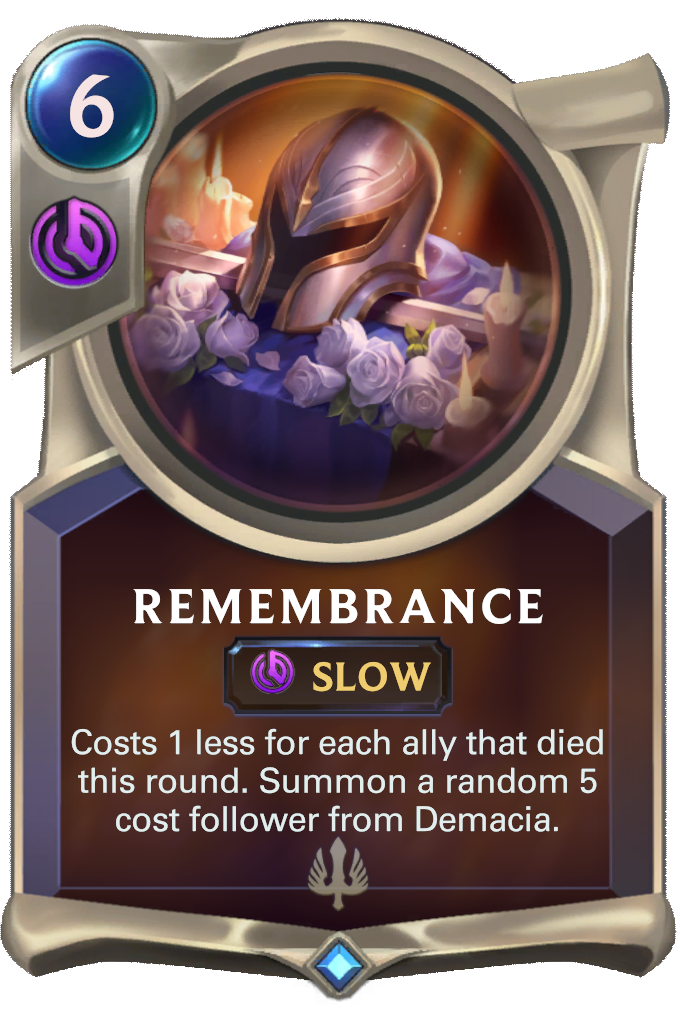 6
REMEMBRANCE
SLOW
Costs 1 less for each ally that died
this round. Summon a random 5
cost follower from Demacia.